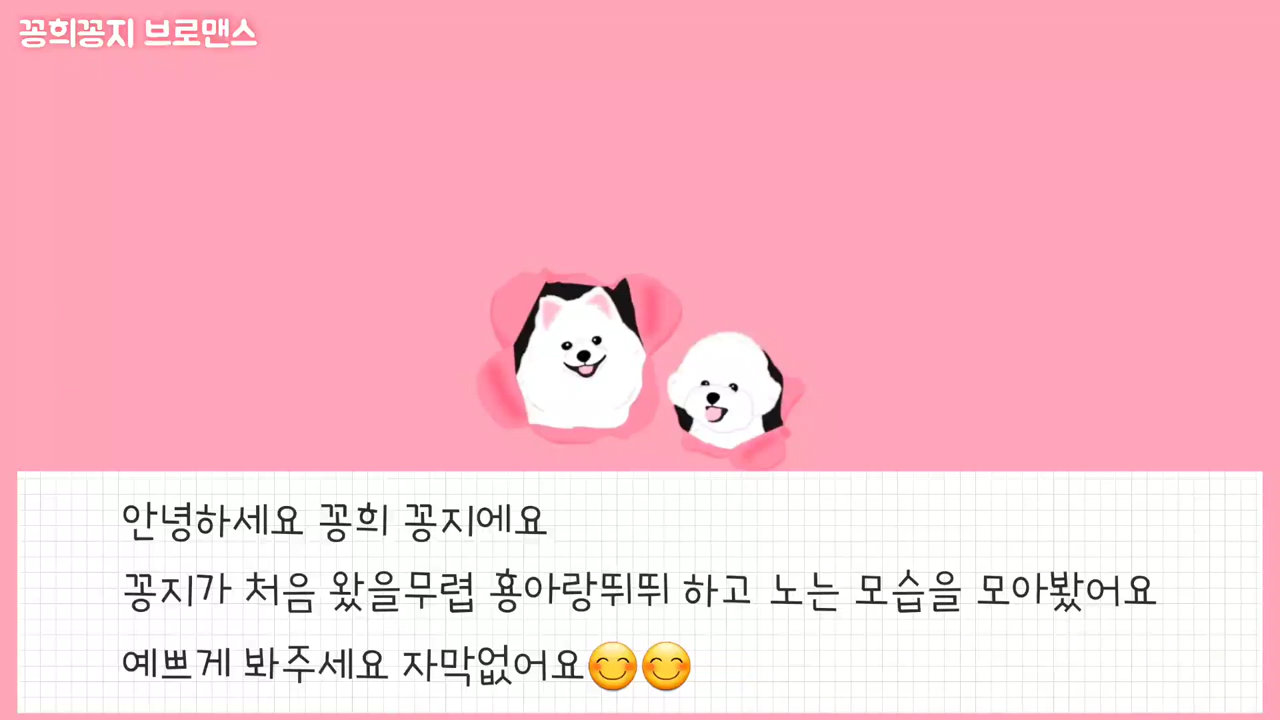 꽁희꽁지 브로맨스
안녕하세요 꽁희 꽁지에요
꽁지가 처음 왔을무렵 횽아랑뛰뛰 하고 노는 모습을 모아봤어요
예쁘게 봐주세요 자막없어요😊😊